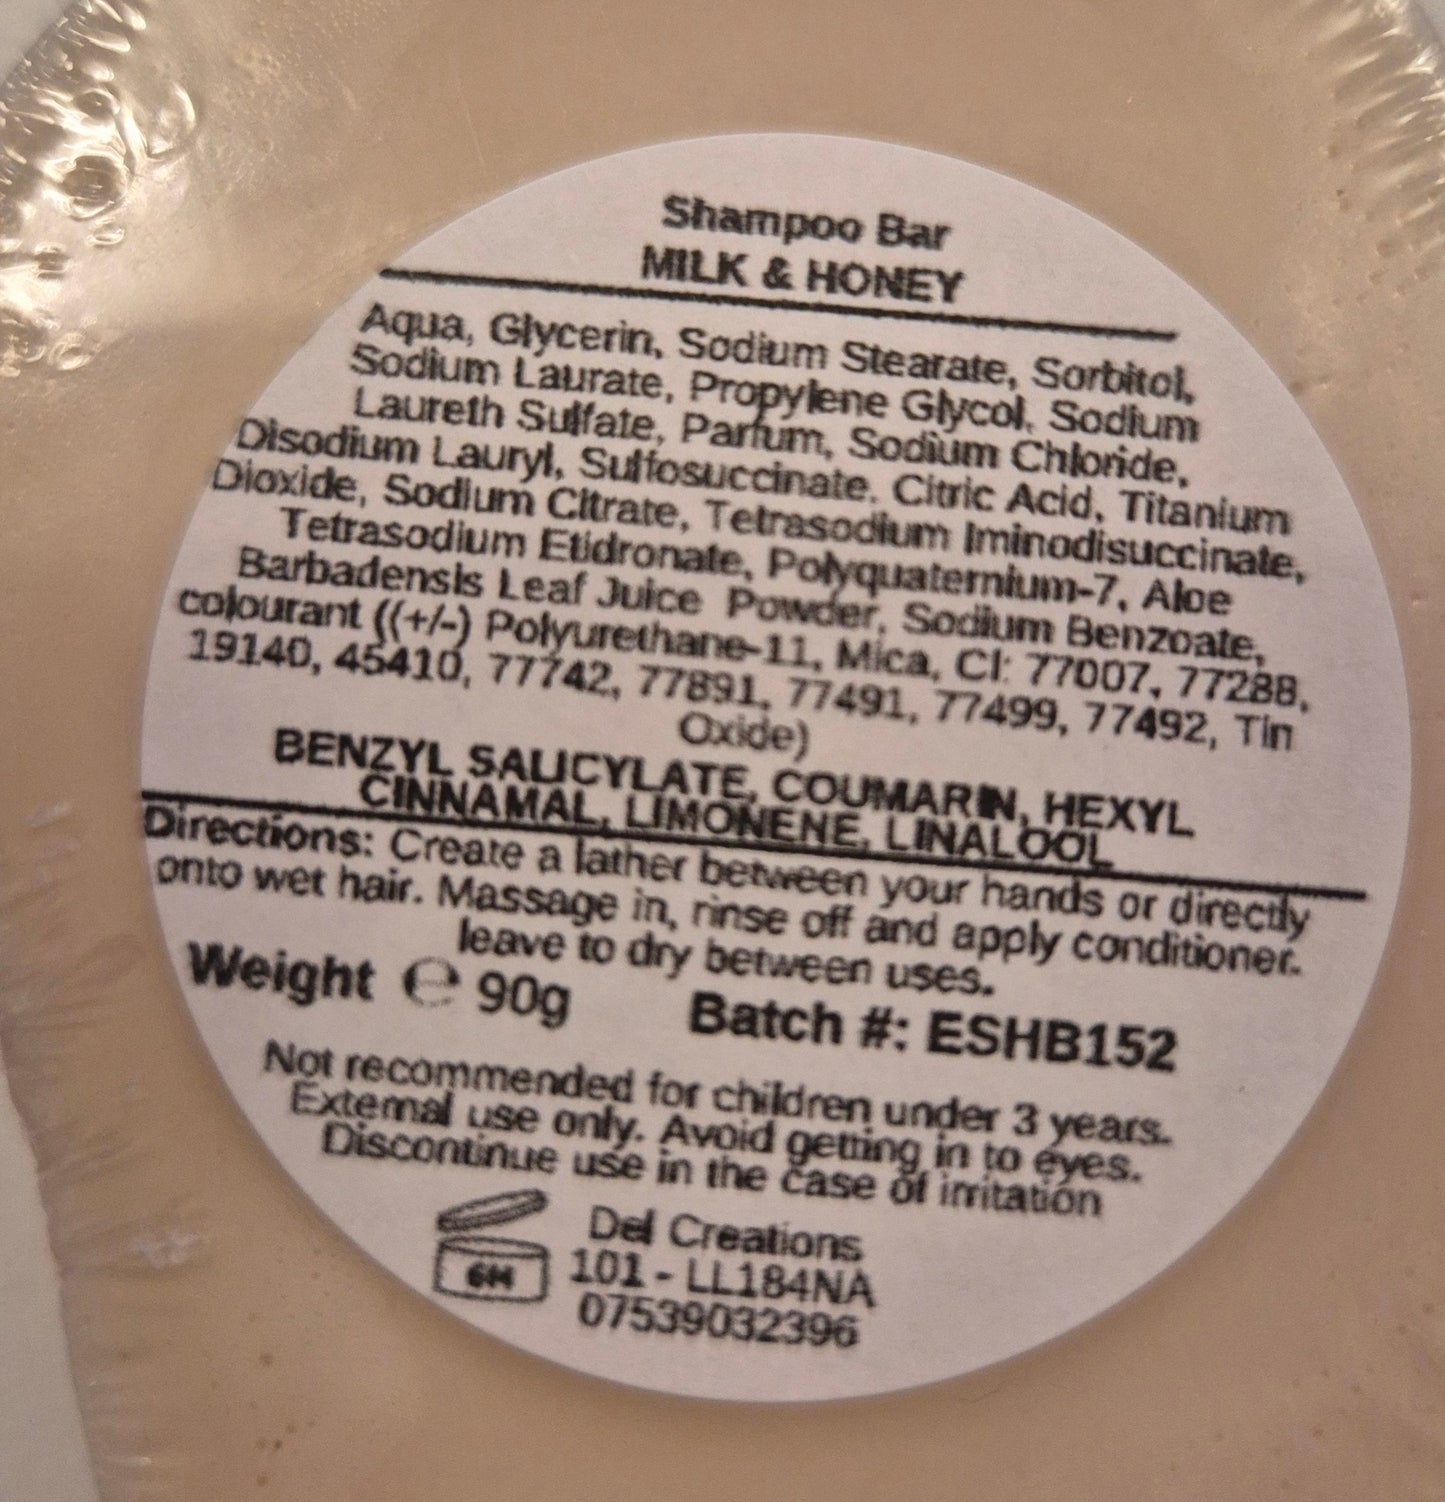 Shampoo Bar
MILK & HONEY
Aqua, Glycerin, Sodium Stearate, Sorbitol,
Sodium Laurate, Propylene Glycol, Sodium
Laureth Sulfate, Parfum, Sodium Chloride,
Disodium Lauryl, Sulfosuccinate. Citric Acid, Titanium
Dioxide, Sodium Citrate, Tetrasodium Iminodisuccinate,
Tetrasodium Etidronate, Polyquaternium-7, Aloe
Barbadensis Leaf Juice Powder, Sodium Benzoate,
colourant ((+/-) Polyurethane-11, Mica, CI: 77007, 77288,
19140, 45410, 77742, 77891, 77491, 77499, 77492, Tin
Oxide)
BENZYL SALICYLATE, COUMARIN, HEXYL
CINNAMAL, LIMONENE, LINALOOL
Directions: Create a lather between your hands or directly
onto wet hair. Massage in, rinse off and apply conditioner.
leave to dry between uses.
Weight ℮ 90g Batch #: ESHB152
Not recommended for children under 3 years.
External use only. Avoid getting in to eyes.
Discontinue use in the case of irritation
Del Creations
6M 101 - LL184NA
07539032396